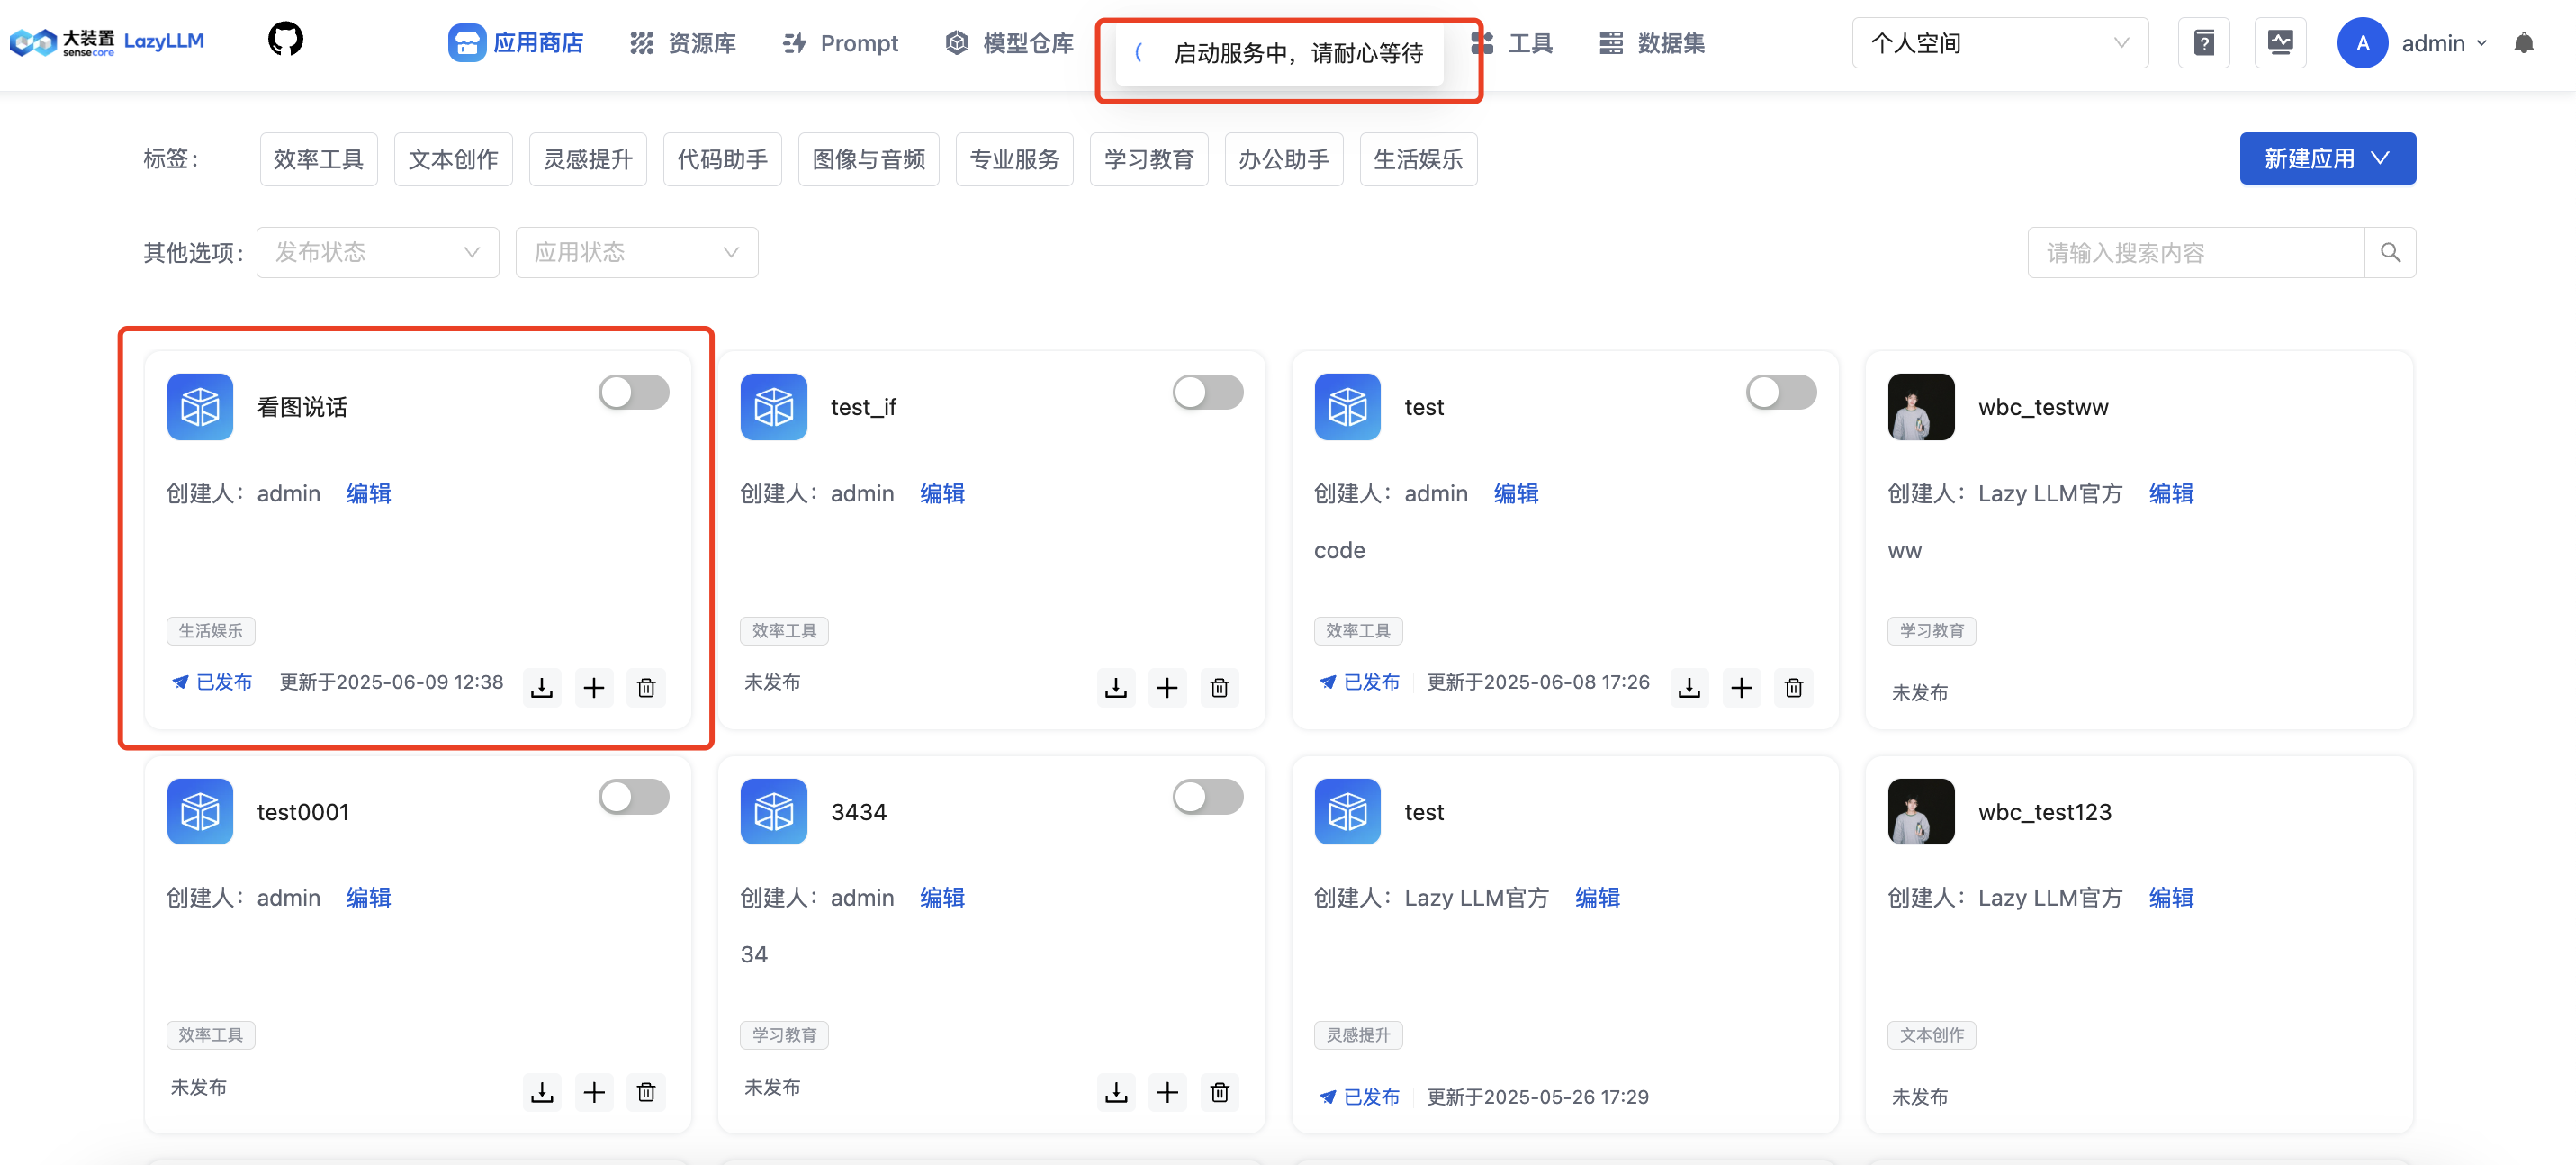 大装置 sensecore LazyLLM
应用商店 资源库 Prompt 模型仓库 启动服务中，请耐心等待 工具 数据集 个人空间 A admin
标签： 效率工具 文本创作 灵感提升 代码助手 图像与音频 专业服务 学习教育 办公助手 生活娱乐 新建应用
其他选项： 发布状态 应用状态 请输入搜索内容
看图说话
创建人：admin 编辑
生活娱乐
已发布 更新于2025-06-09 12:38
test_if
创建人：admin 编辑
效率工具
未发布
test
创建人：admin 编辑
code
效率工具
已发布 更新于2025-06-08 17:26
wbc_testww
创建人：Lazy LLM官方 编辑
ww
学习教育
未发布
test0001
创建人：admin 编辑
效率工具
未发布
3434
创建人：admin 编辑
34
学习教育
未发布
test
创建人：Lazy LLM官方 编辑
灵感提升
已发布 更新于2025-05-26 17:29
wbc_test123
创建人：Lazy LLM官方 编辑
文本创作
未发布